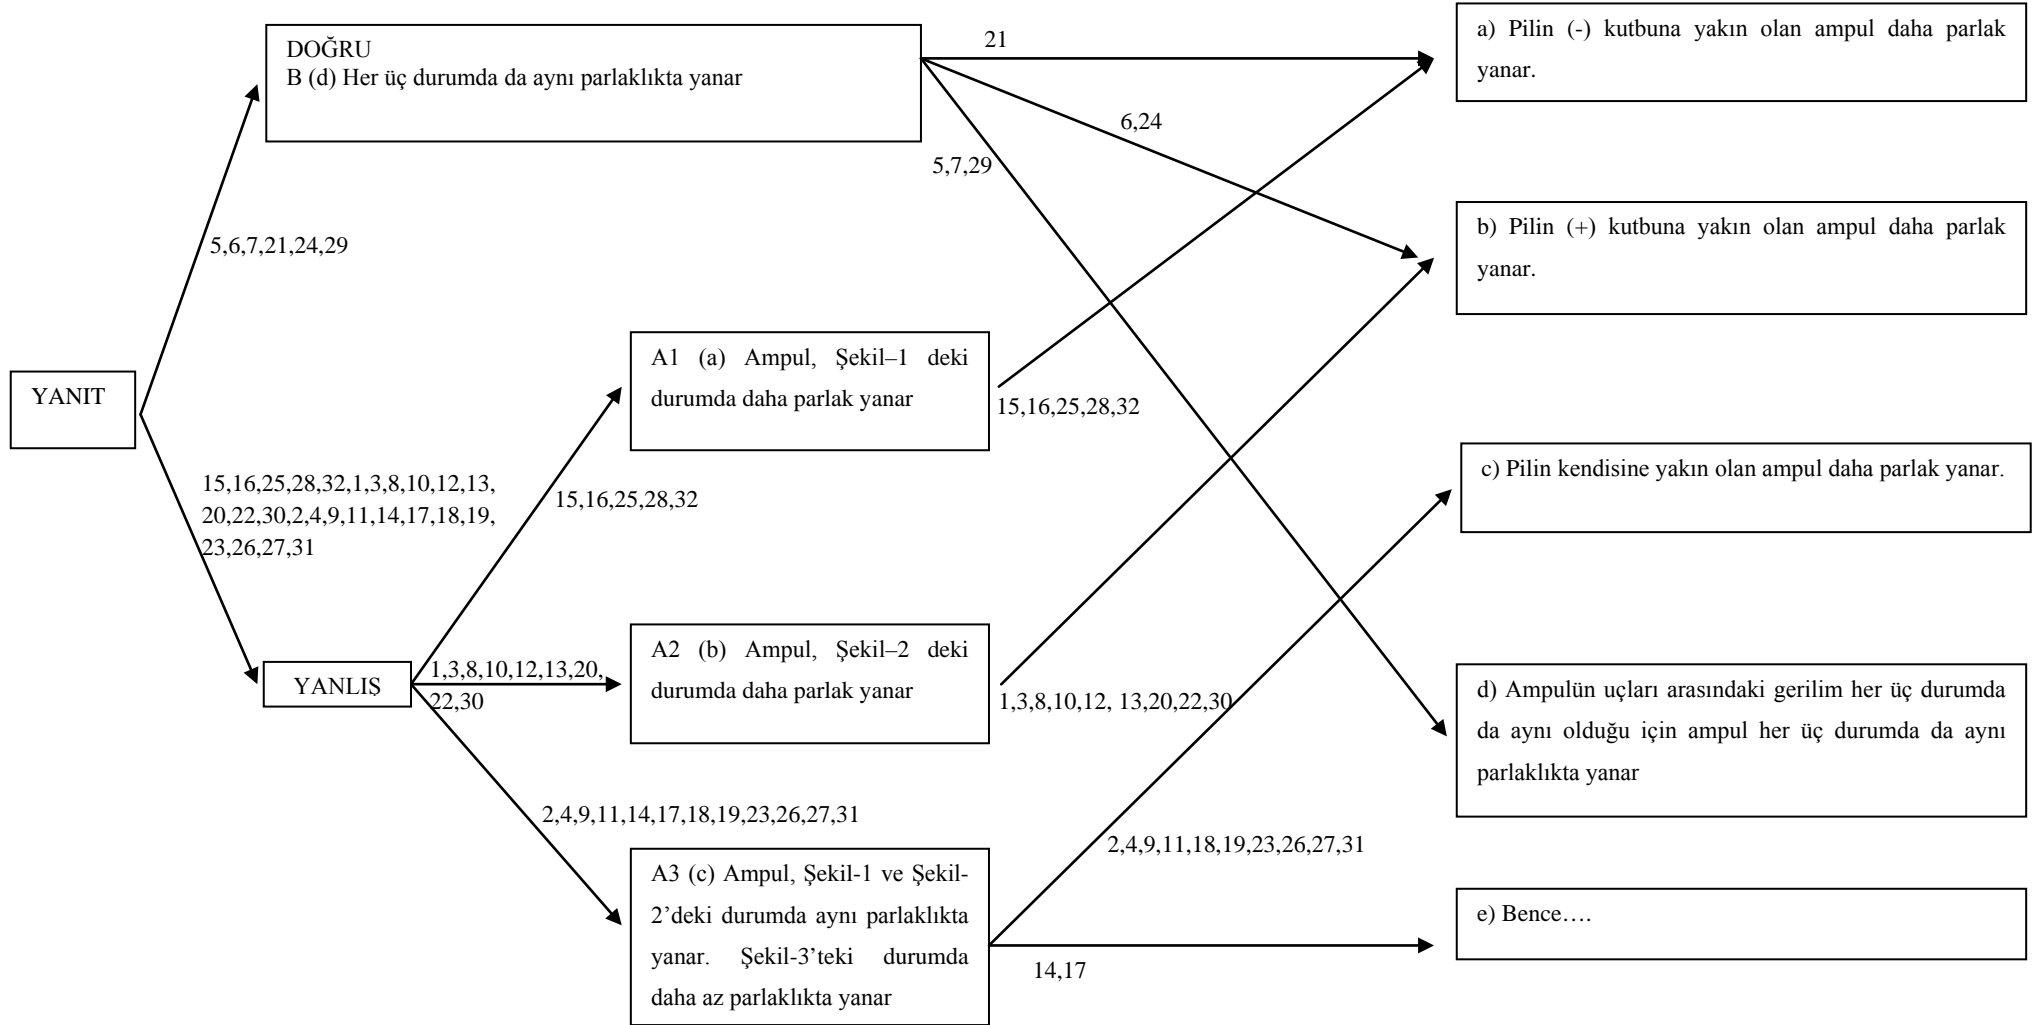 YANIT
5,6,7,21,24,29
15,16,25,28,32,1,3,8,10,12,13,
20,22,30,2,4,9,11,14,17,18,19,
23,26,27,31
DOĞRU
B (d) Her üç durumda da aynı parlaklıkta yanar
YANLIŞ
15,16,25,28,32
1,3,8,10,12,13,20,
22,30
2,4,9,11,14,17,18,19,23,26,27,31
A1 (a) Ampul, Şekil–1 deki
durumda daha parlak yanar
A2 (b) Ampul, Şekil–2 deki
durumda daha parlak yanar
A3 (c) Ampul, Şekil-1 ve Şekil-
2’deki durumda aynı parlaklıkta
yanar. Şekil-3’teki durumda
daha az parlaklıkta yanar
21
6,24
5,7,29
15,16,25,28,32
1,3,8,10,12, 13,20,22,30
2,4,9,11,18,19,23,26,27,31
14,17
a) Pilin (-) kutbuna yakın olan ampul daha parlak
yanar.
b) Pilin (+) kutbuna yakın olan ampul daha parlak
yanar.
c) Pilin kendisine yakın olan ampul daha parlak yanar.
d) Ampulün uçları arasındaki gerilim her üç durumda
da aynı olduğu için ampul her üç durumda da aynı
parlaklıkta yanar
e) Bence….